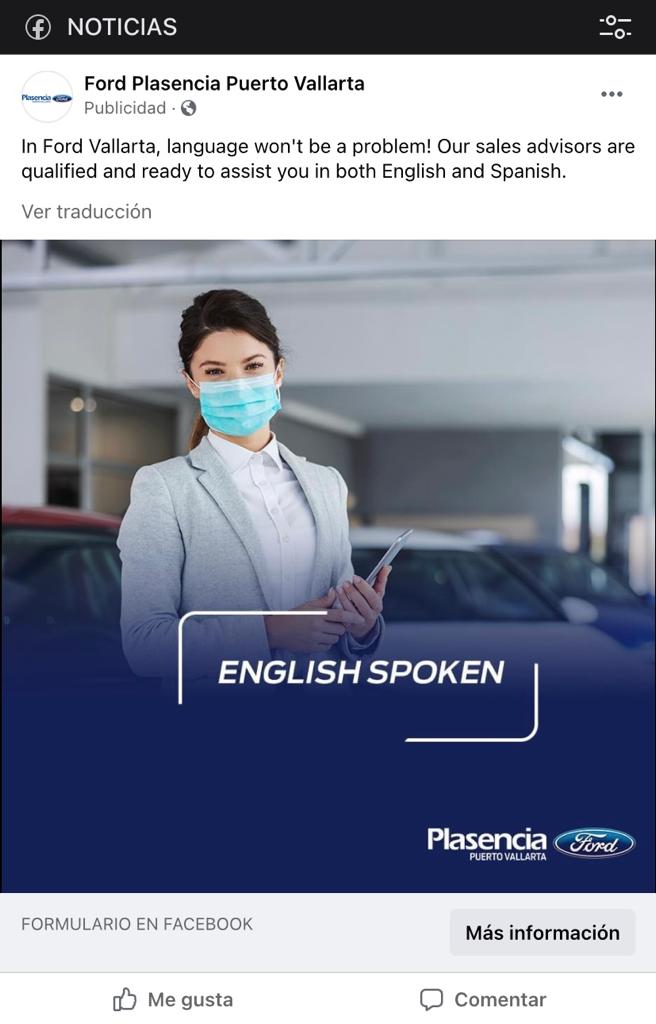 NOTICIAS
Ford Plasencia Puerto Vallarta
Publicidad ·
In Ford Vallarta, language won't be a problem! Our sales advisors are
qualified and ready to assist you in both English and Spanish.
Ver traducción
ENGLISH SPOKEN
Plasencia Ford
PUERTO VALLARTA
FORMULARIO EN FACEBOOK
Más información
Me gusta
Comentar